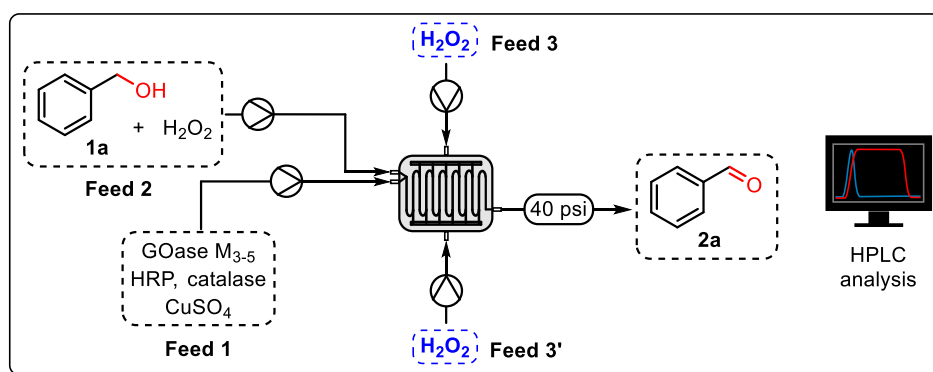 H₂O₂ Feed 3
OH
+ H₂O₂
1a
Feed 2
GOase M₃₋₅
HRP, catalase
CuSO₄
Feed 1
40 psi
O
2a
HPLC
analysis
H₂O₂ Feed 3'